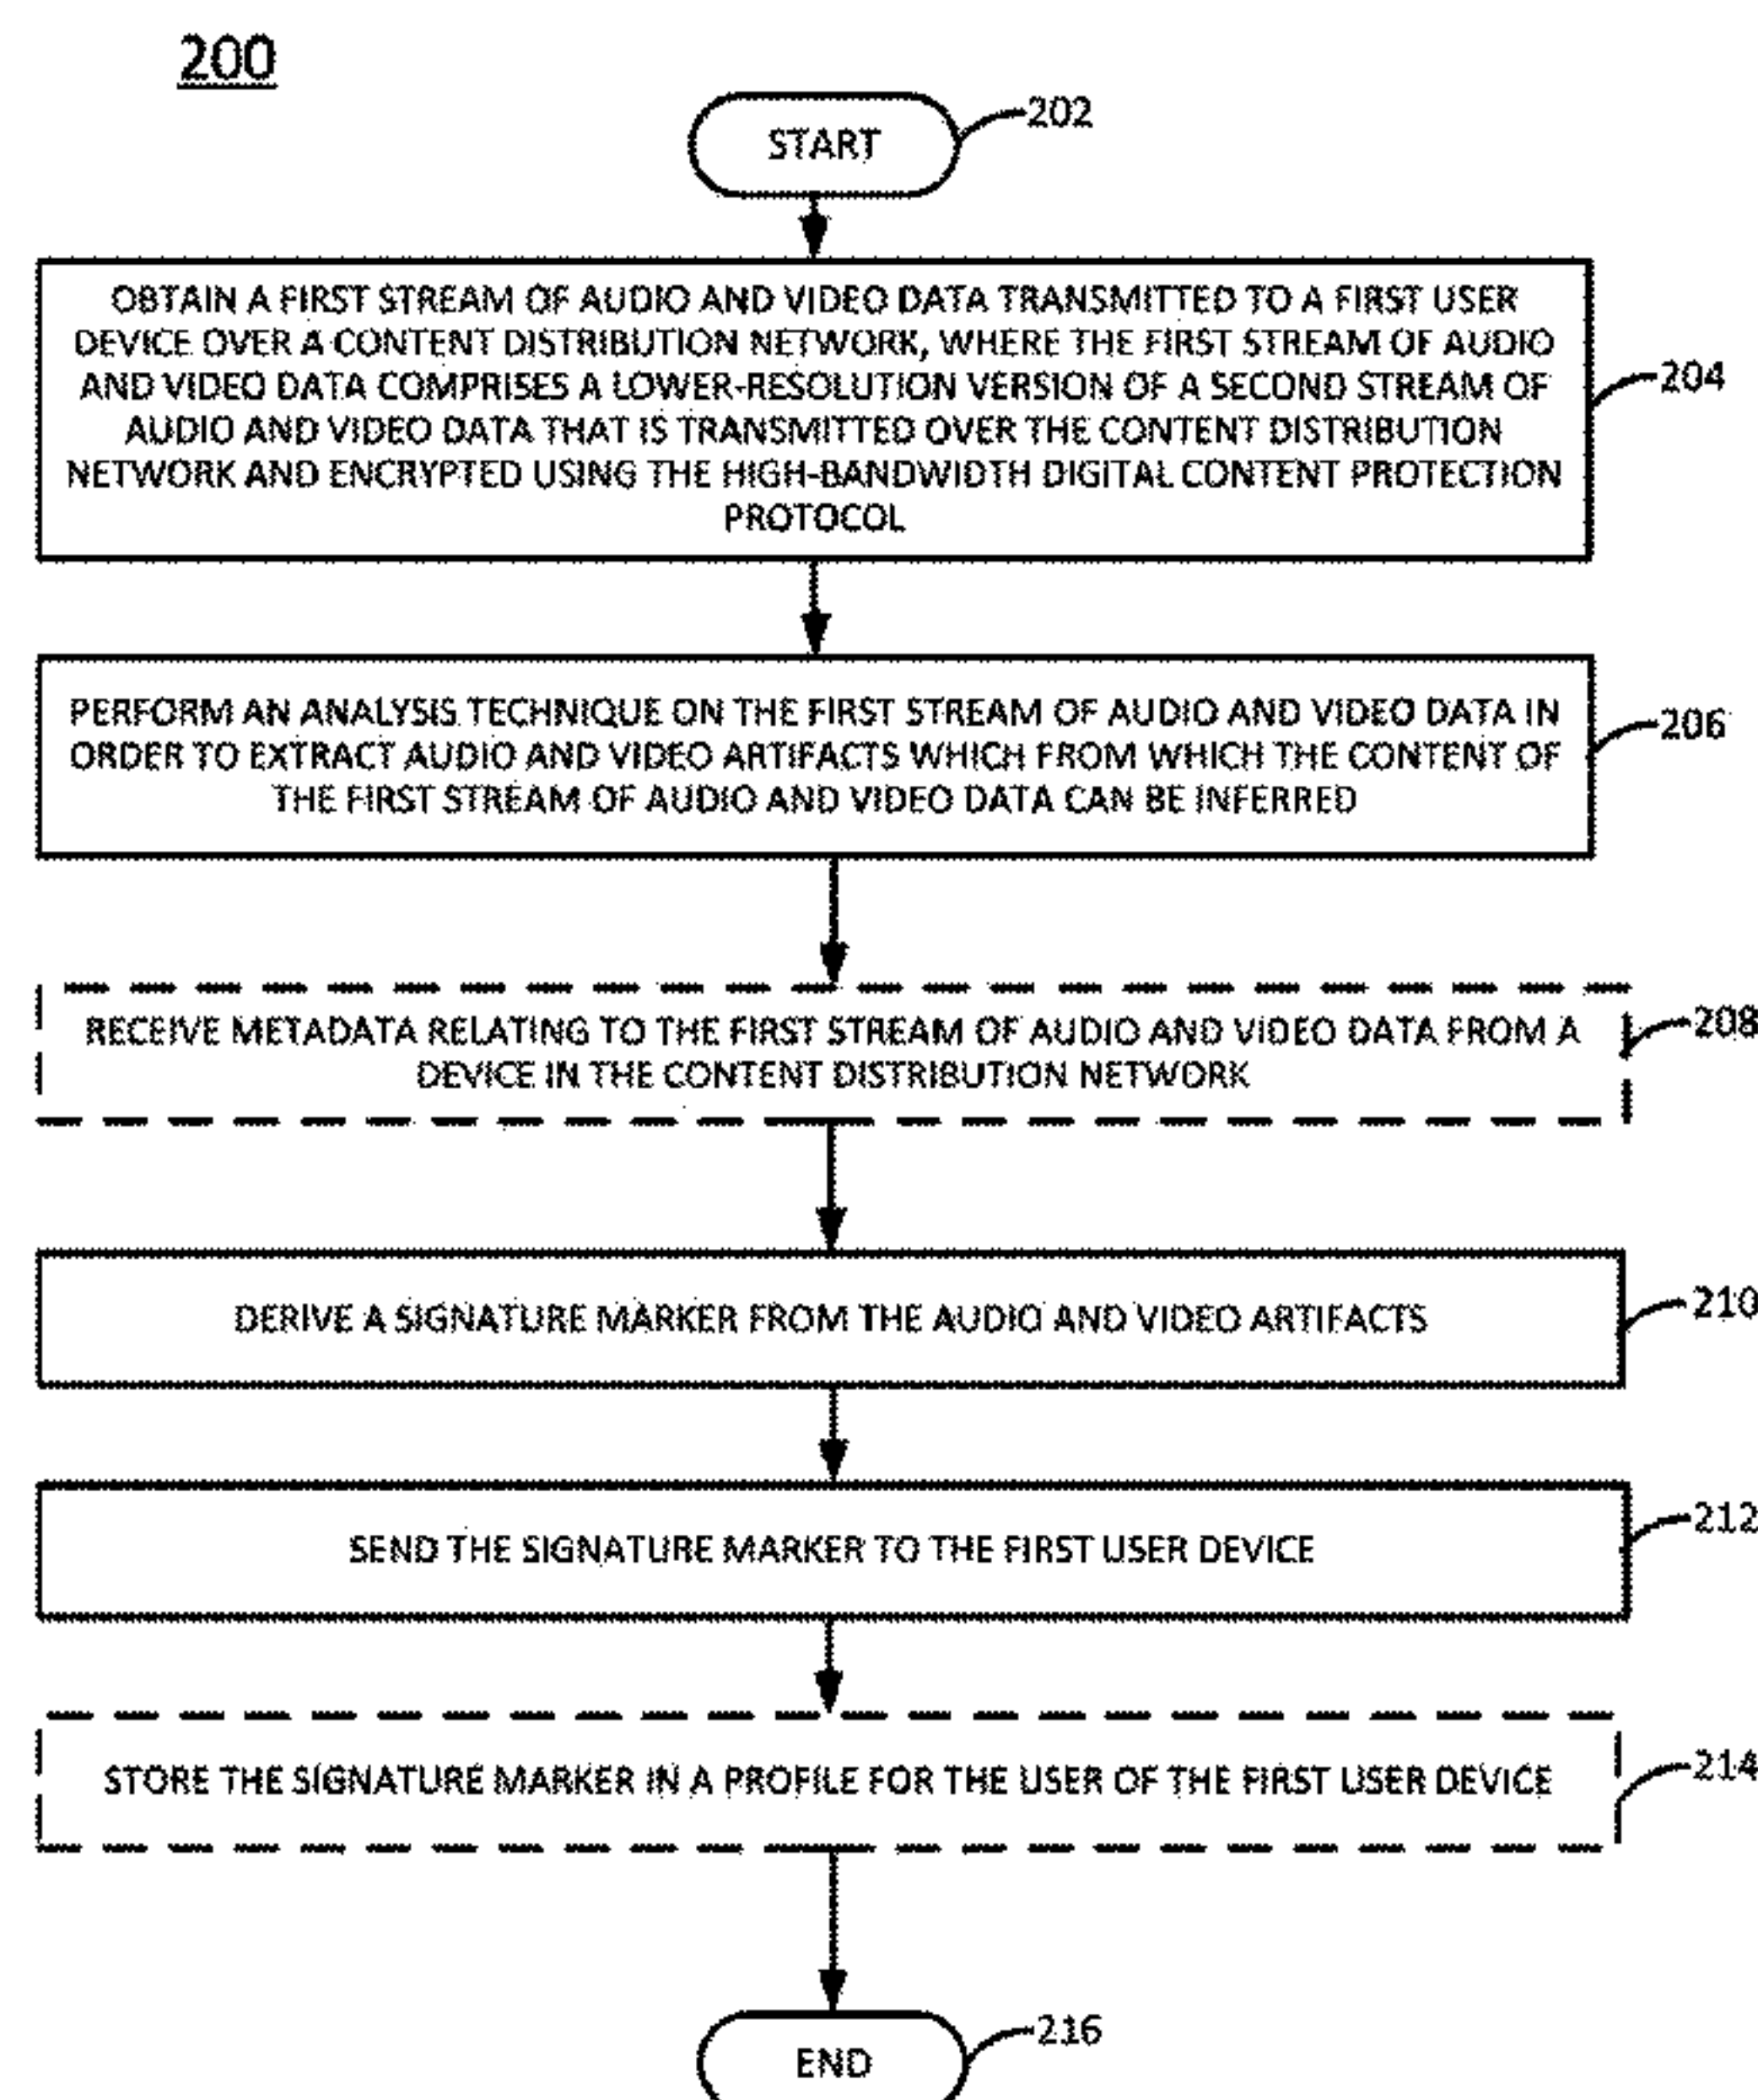 200
START
202
OBTAIN A FIRST STREAM OF AUDIO AND VIDEO DATA TRANSMITTED TO A FIRST USER
DEVICE OVER A CONTENT DISTRIBUTION NETWORK, WHERE THE FIRST STREAM OF AUDIO
AND VIDEO DATA COMPRISES A LOWER-RESOLUTION VERSION OF A SECOND STREAM OF
AUDIO AND VIDEO DATA THAT IS TRANSMITTED OVER THE CONTENT DISTRIBUTION
NETWORK AND ENCRYPTED USING THE HIGH-BANDWIDTH DIGITAL CONTENT PROTECTION
PROTOCOL
204
PERFORM AN ANALYSIS TECHNIQUE ON THE FIRST STREAM OF AUDIO AND VIDEO DATA IN
ORDER TO EXTRACT AUDIO AND VIDEO ARTIFACTS WHICH FROM WHICH THE CONTENT OF
THE FIRST STREAM OF AUDIO AND VIDEO DATA CAN BE INFERRED
206
RECEIVE METADATA RELATING TO THE FIRST STREAM OF AUDIO AND VIDEO DATA FROM A
DEVICE IN THE CONTENT DISTRIBUTION NETWORK
208
DERIVE A SIGNATURE MARKER FROM THE AUDIO AND VIDEO ARTIFACTS
210
SEND THE SIGNATURE MARKER TO THE FIRST USER DEVICE
212
STORE THE SIGNATURE MARKER IN A PROFILE FOR THE USER OF THE FIRST USER DEVICE
214
END
216